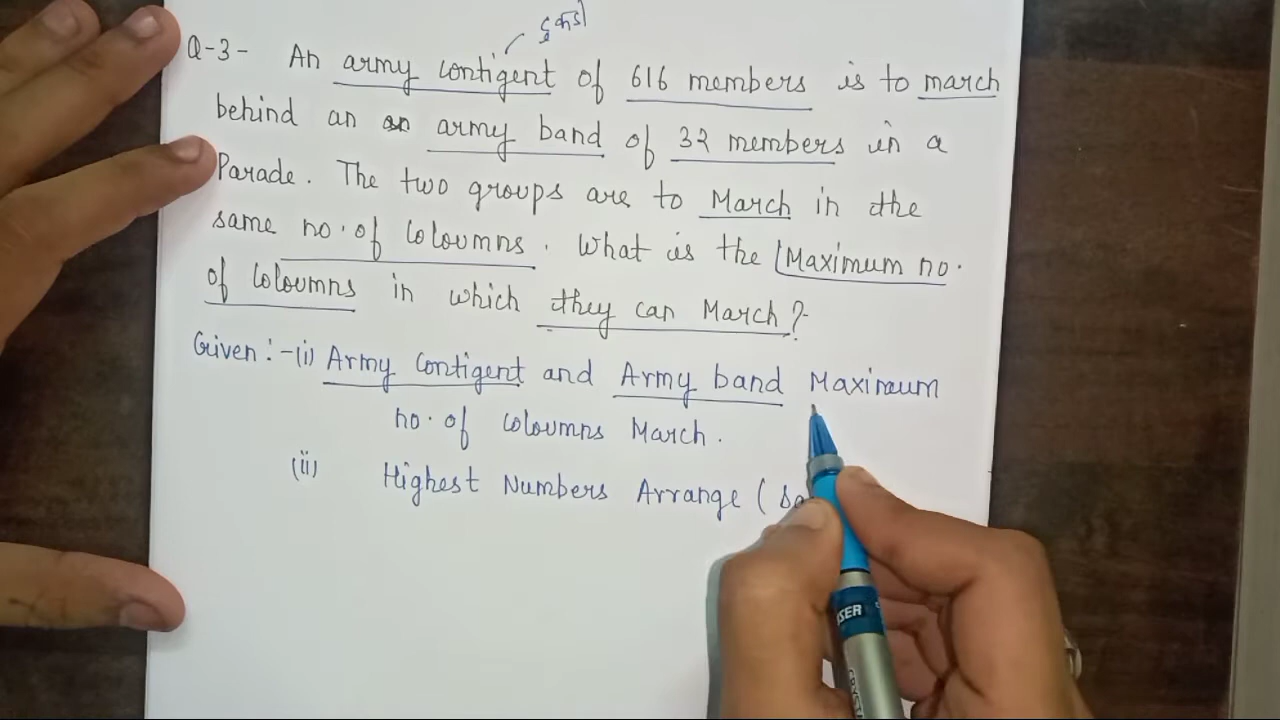 टुकड़ी
Q-3- An army contigent of 616 members is to march
behind an an army band of 32 members in a
Parade. The two groups are to March in the
same no. of Coloumns. What is the Maximum no.
of Coloumns in which they can March?
Given :- (i) Army Contigent and Army band Maximum
no. of Coloumns March.
(ii) Highest Numbers Arrange (